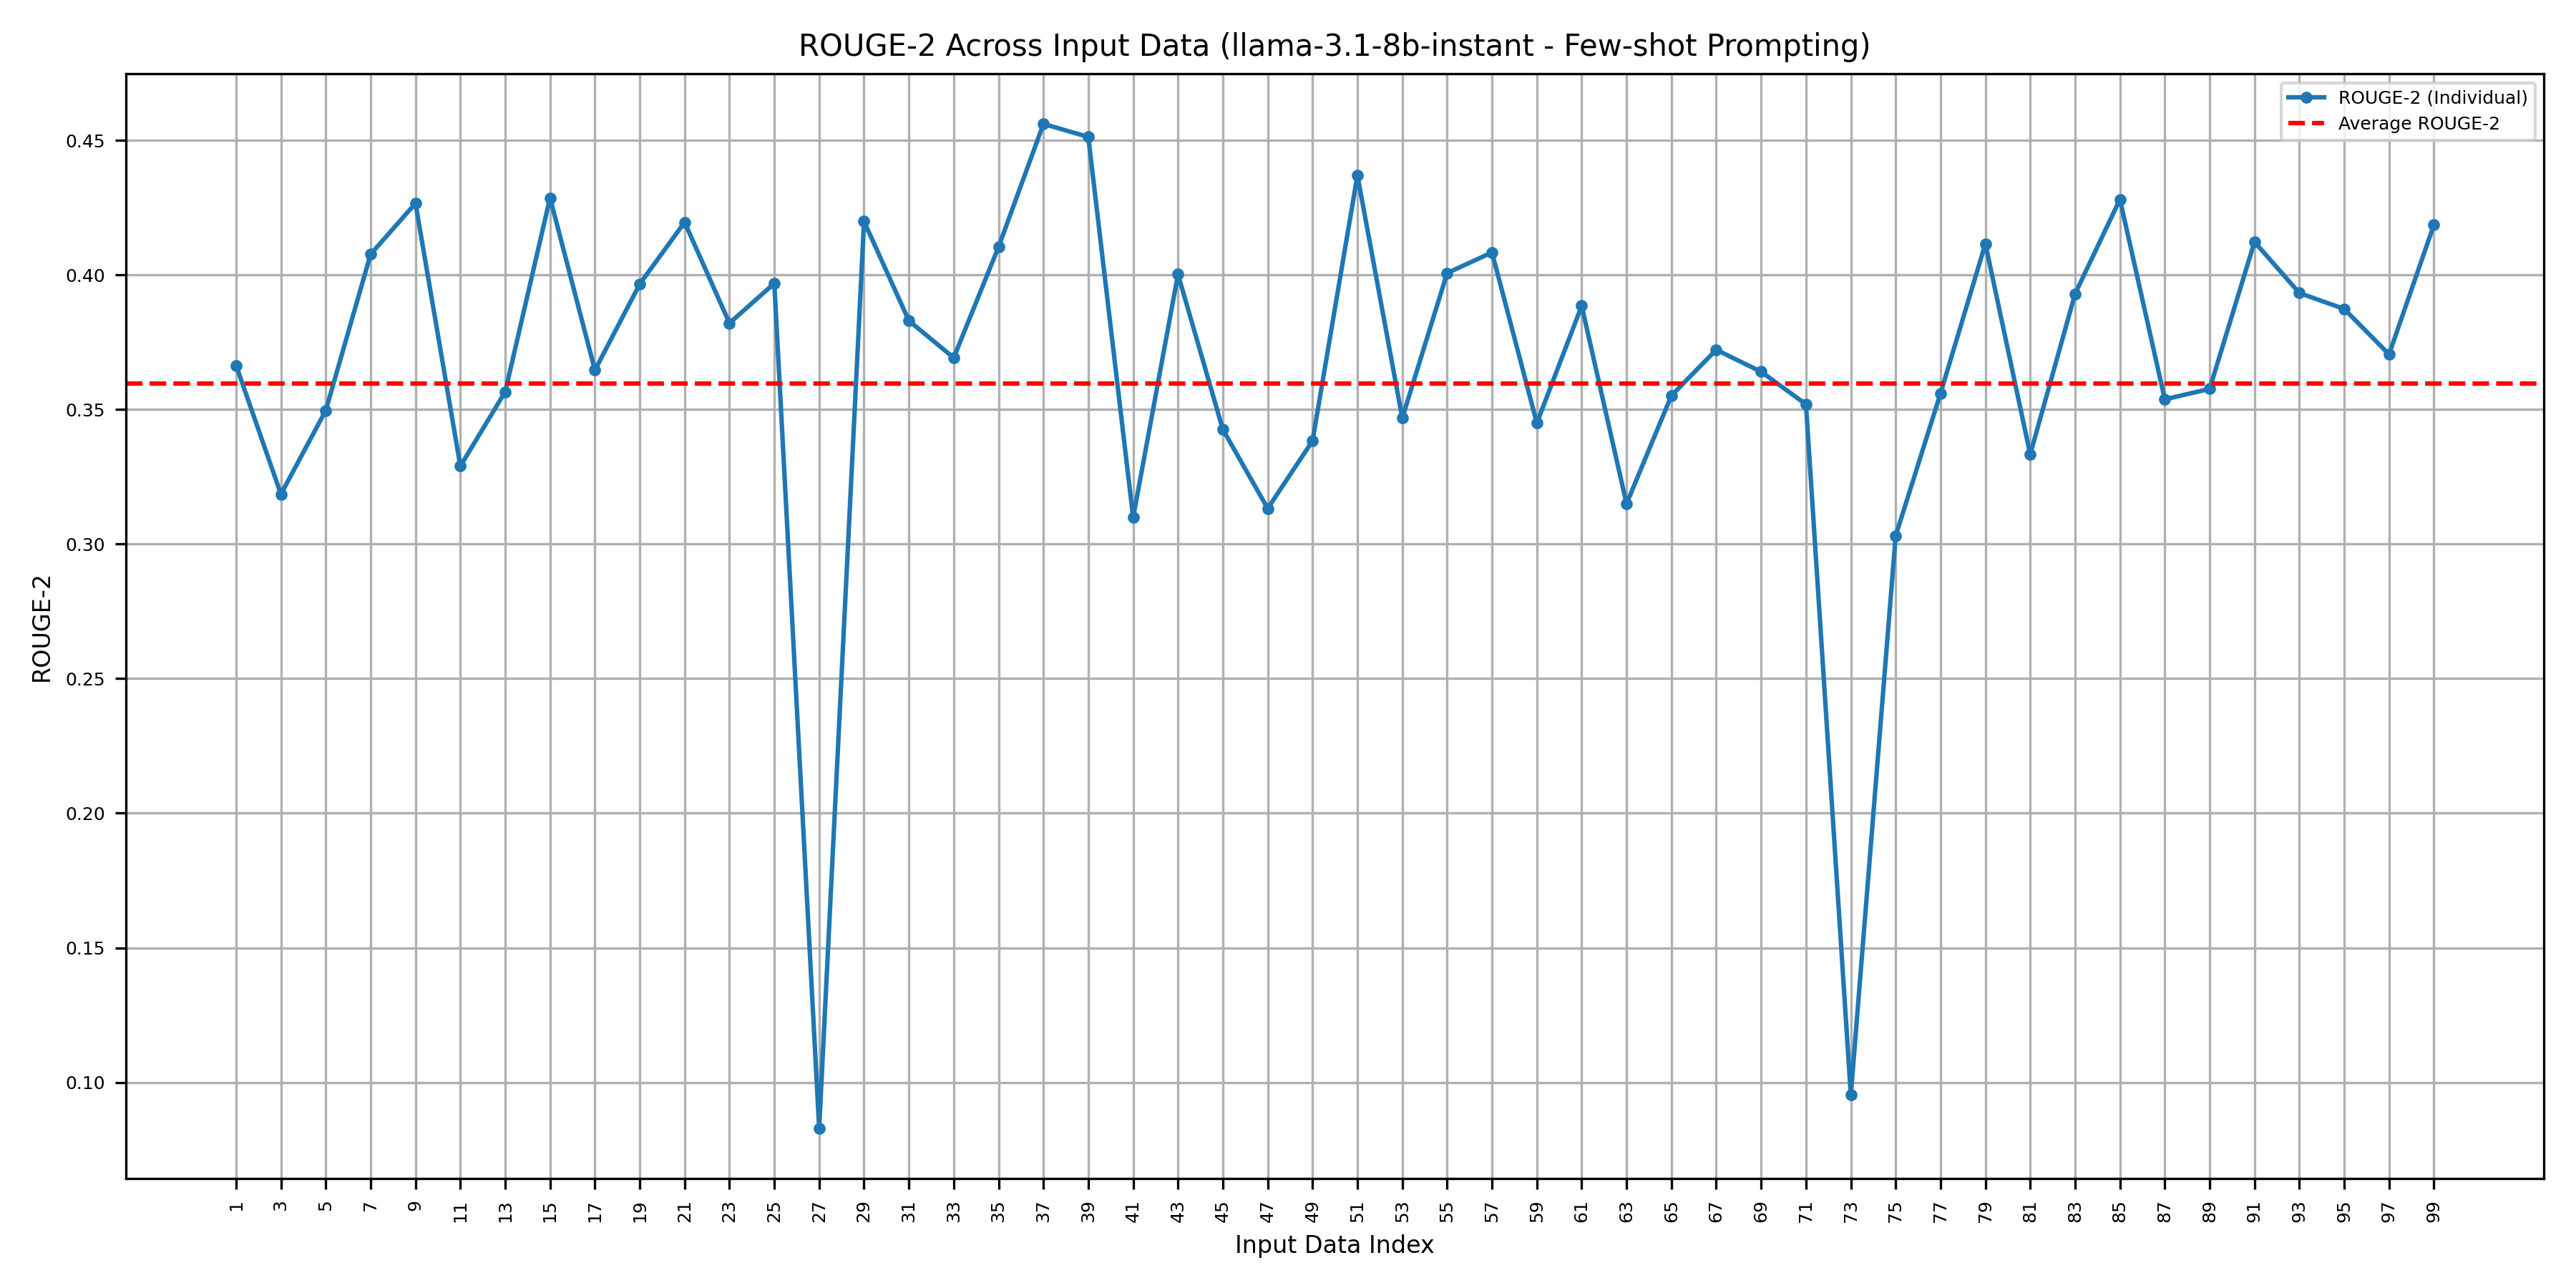 ROUGE-2 Across Input Data (llama-3.1-8b-instant - Few-shot Prompting)
ROUGE-2 (Individual)
Average ROUGE-2
0.45
0.40
0.35
0.30
0.25
0.20
0.15
0.10
ROUGE-2
1 3 5 7 9 11 13 15 17 19 21 23 25 27 29 31 33 35 37 39 41 43 45 47 49 51 53 55 57 59 61 63 65 67 69 71 73 75 77 79 81 83 85 87 89 91 93 95 97 99
Input Data Index